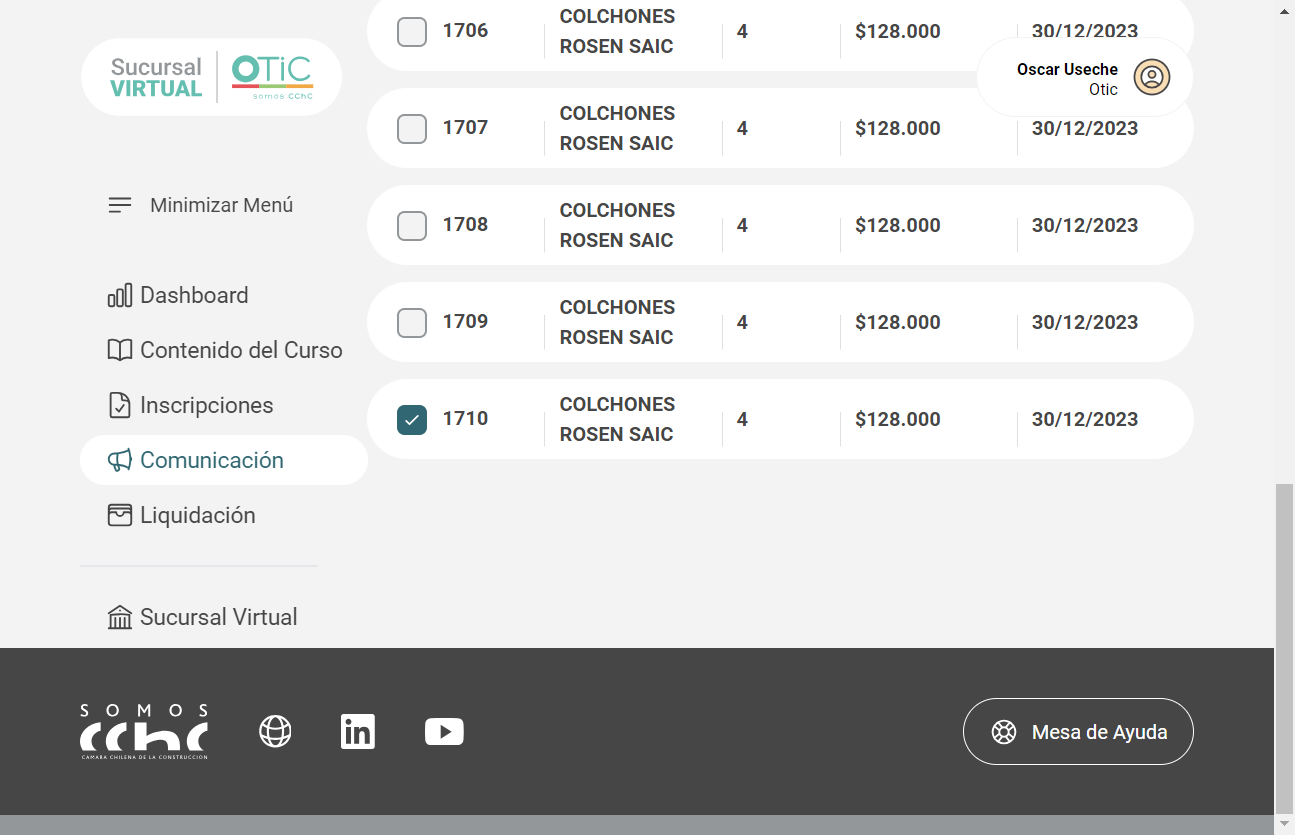 Sucursal
VIRTUAL
OTiC
somos CChC
Oscar Useche
Otic
Minimizar Menú
Dashboard
Contenido del Curso
Inscripciones
Comunicación
Liquidación
Sucursal Virtual
1706 COLCHONES ROSEN SAIC 4 $128.000 30/12/2023
1707 COLCHONES ROSEN SAIC 4 $128.000 30/12/2023
1708 COLCHONES ROSEN SAIC 4 $128.000 30/12/2023
1709 COLCHONES ROSEN SAIC 4 $128.000 30/12/2023
1710 COLCHONES ROSEN SAIC 4 $128.000 30/12/2023
SOMOS
cchc
CAMARA CHILENA DE LA CONSTRUCCION
in
Mesa de Ayuda